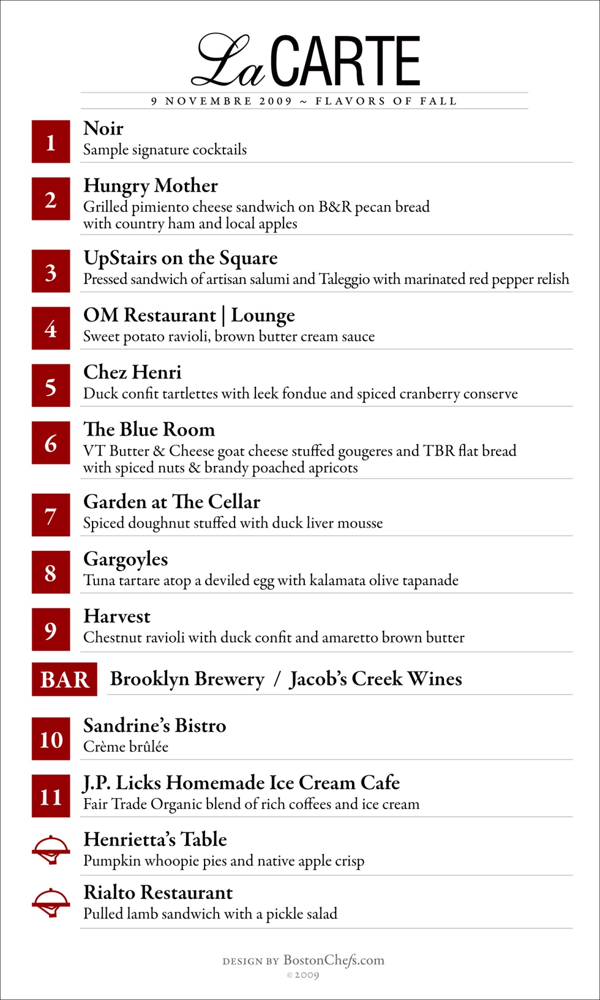 La CARTE
9 NOVEMBRE 2009 ~ FLAVORS OF FALL
1
Noir
Sample signature cocktails
2
Hungry Mother
Grilled pimiento cheese sandwich on B&R pecan bread
with country ham and local apples
3
UpStairs on the Square
Pressed sandwich of artisan salumi and Taleggio with marinated red pepper relish
4
OM Restaurant | Lounge
Sweet potato ravioli, brown butter cream sauce
5
Chez Henri
Duck confit tartlettes with leek fondue and spiced cranberry conserve
6
The Blue Room
VT Butter & Cheese goat cheese stuffed gougeres and TBR flat bread
with spiced nuts & brandy poached apricots
7
Garden at The Cellar
Spiced doughnut stuffed with duck liver mousse
8
Gargoyles
Tuna tartare atop a deviled egg with kalamata olive tapanade
9
Harvest
Chestnut ravioli with duck confit and amaretto brown butter
BAR Brooklyn Brewery / Jacob’s Creek Wines
10
Sandrine’s Bistro
Crème brûlée
11
J.P. Licks Homemade Ice Cream Cafe
Fair Trade Organic blend of rich coffees and ice cream
Henrietta’s Table
Pumpkin whoopie pies and native apple crisp
Rialto Restaurant
Pulled lamb sandwich with a pickle salad
DESIGN BY BostonChefs.com
© 2009